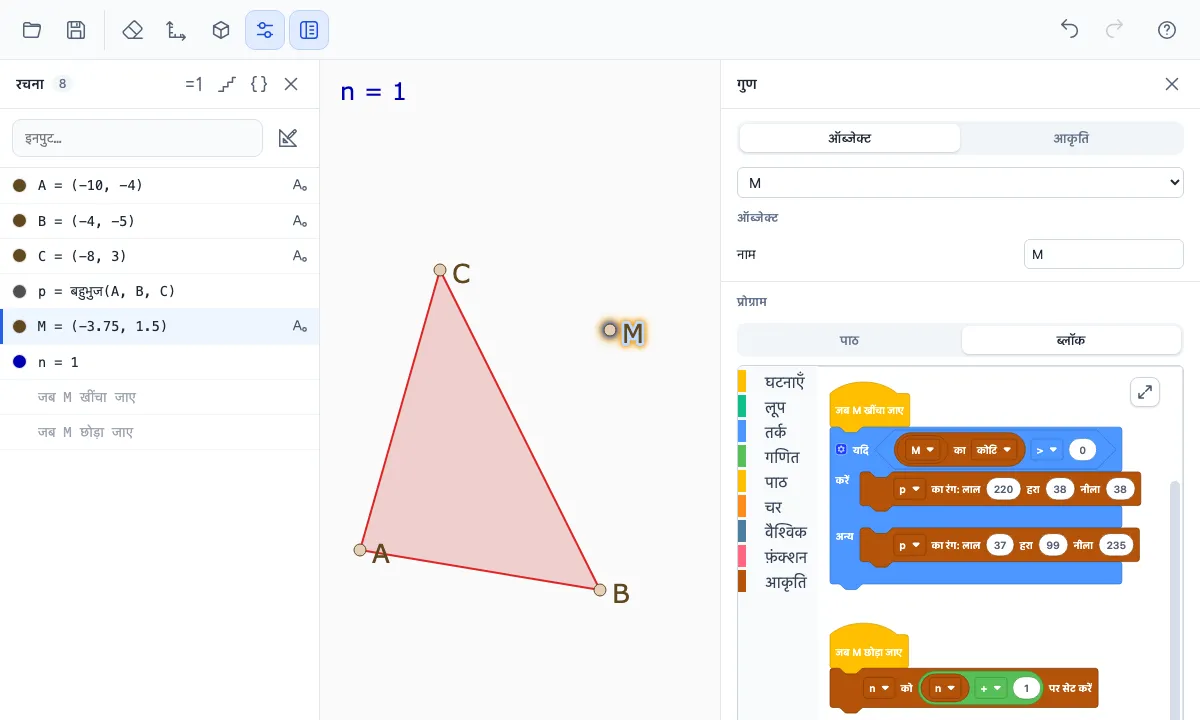 रचना 8
=1 { }
इनपुट...
A = (-10, -4)
B = (-4, -5)
C = (-8, 3)
p = बहुभुज(A, B, C)
M = (-3.75, 1.5)
n = 1
जब M खींचा जाए
जब M छोड़ा जाए
n = 1
C
M
A
B
गुण
ऑब्जेक्ट आकृति
M
ऑब्जेक्ट
नाम M
प्रोग्राम
पाठ ब्लॉक
घटनाएँ
लूप
तर्क
गणित
पाठ
चर
वैश्विक
फ़ंक्शन
आकृति
जब M खींचा जाए
यदि M का कोटि > 0
करें p का रंग: लाल 220 हरा 38 नीला 38
अन्य p का रंग: लाल 37 हरा 99 नीला 235
जब M छोड़ा जाए
n को n + 1 पर सेट करें